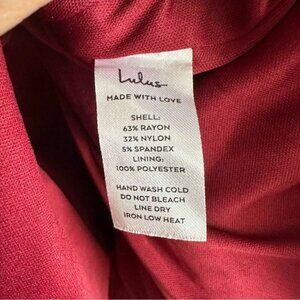 Lulus
MADE WITH LOVE
SHELL:
63% RAYON
32% NYLON
5% SPANDEX
LINING:
100% POLYESTER
HAND WASH COLD
DO NOT BLEACH
LINE DRY
IRON LOW HEAT